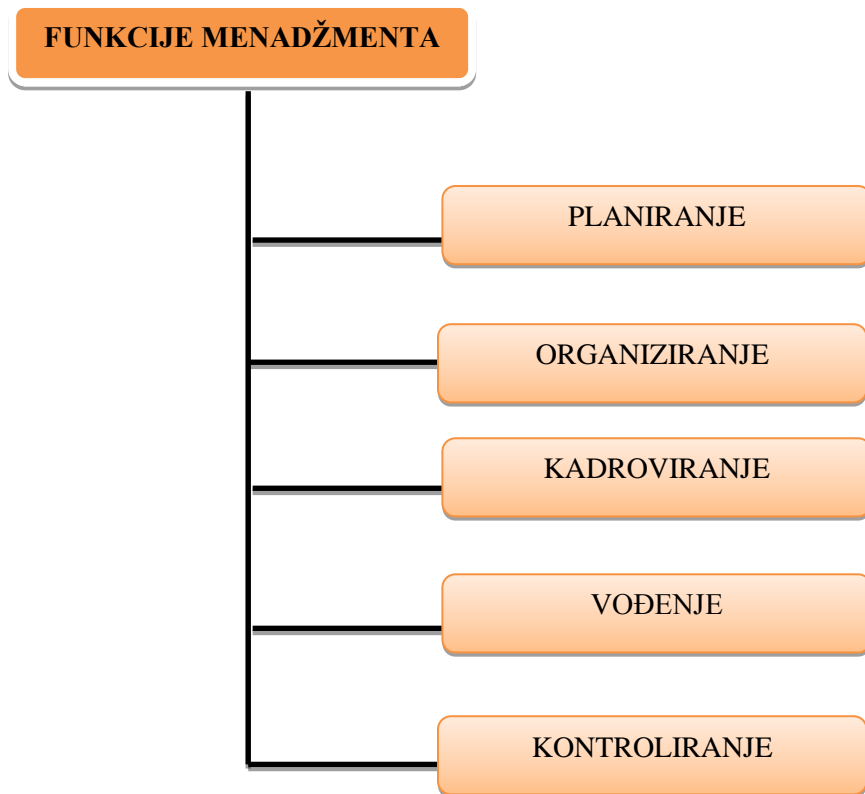 FUNKCIJE MENADŽMENTA
PLANIRANJE
ORGANIZIRANJE
KADROVIRANJE
VOĐENJE
KONTROLIRANJE